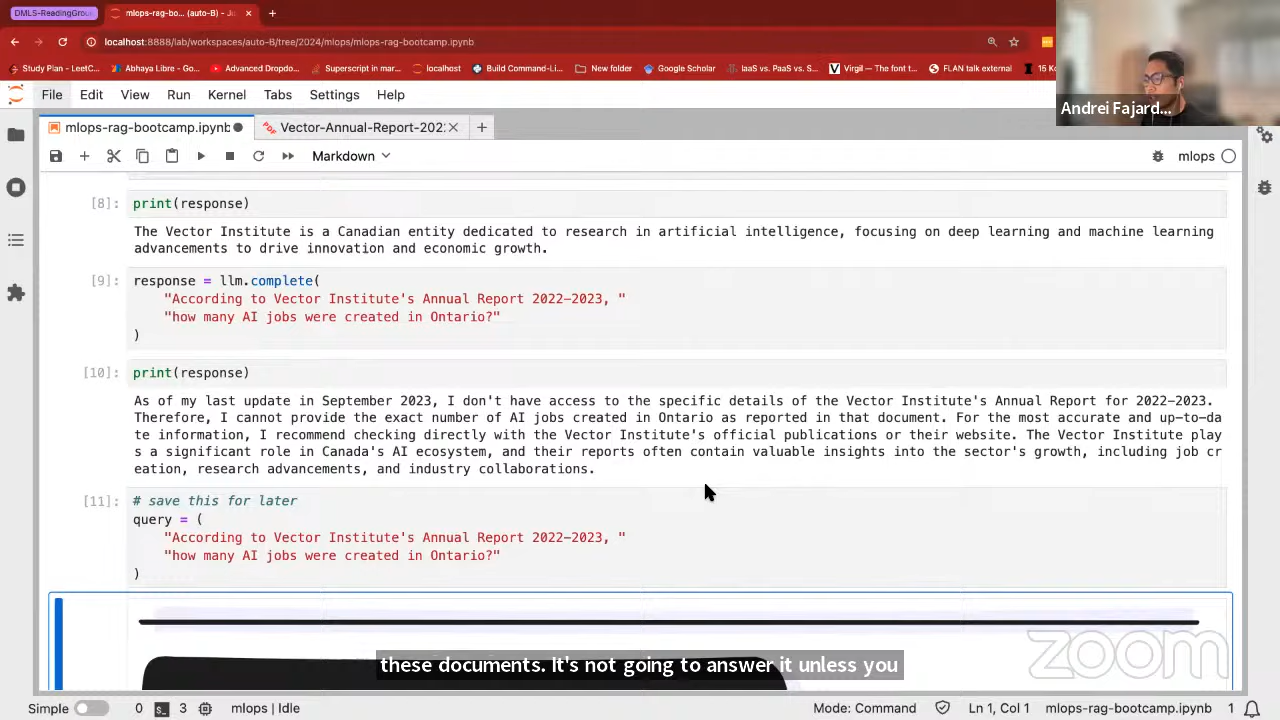 DMLS-ReadingGrou
mlops-rag-bo... (auto-B) - Ju
localhost:8888/lab/workspaces/auto-B/tree/2024/mlops/mlops-rag-bootcamp.ipynb
Study Plan - LeetC...
Abhaya Libre - Go...
Advanced Dropdo...
Superscript in mar...
localhost
Build Command-Li...
New folder
Google Scholar
IaaS vs. PaaS vs. S...
Virgil — The font t...
FLAN talk external
15 Ko
Andrei Fajard...
File Edit View Run Kernel Tabs Settings Help
mlops-rag-bootcamp.ipynb
Vector-Annual-Report-202
Markdown
mlops
[8]: print(response)
The Vector Institute is a Canadian entity dedicated to research in artificial intelligence, focusing on deep learning and machine learning
advancements to drive innovation and economic growth.
[9]: response = llm.complete(
"According to Vector Institute's Annual Report 2022-2023, "
"how many AI jobs were created in Ontario?"
)
[10]: print(response)
As of my last update in September 2023, I don't have access to the specific details of the Vector Institute's Annual Report for 2022-2023.
Therefore, I cannot provide the exact number of AI jobs created in Ontario as reported in that document. For the most accurate and up-to-da
te information, I recommend checking directly with the Vector Institute's official publications or their website. The Vector Institute play
s a significant role in Canada's AI ecosystem, and their reports often contain valuable insights into the sector's growth, including job cr
eation, research advancements, and industry collaborations.
[11]: # save this for later
query = (
"According to Vector Institute's Annual Report 2022-2023, "
"how many AI jobs were created in Ontario?"
)
these documents. It's not going to answer it unless you
zoom
Simple 0 3 mlops | Idle Mode: Command Ln 1, Col 1 mlops-rag-bootcamp.ipynb 1